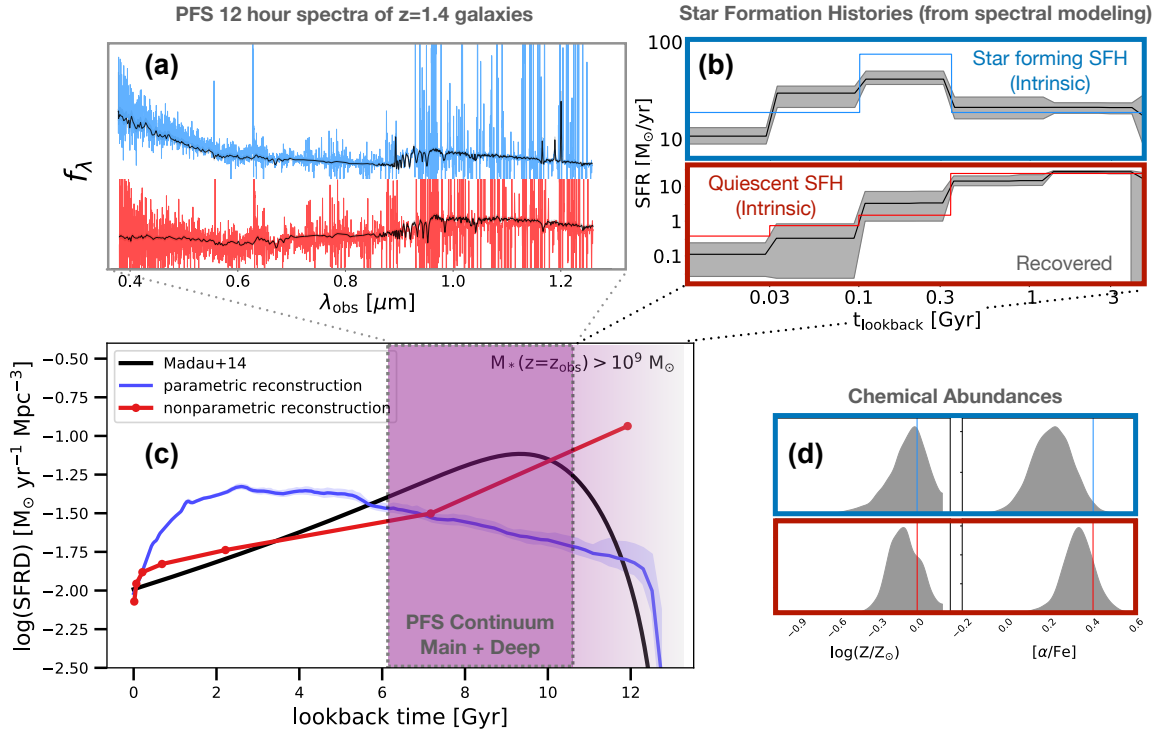 PFS 12 hour spectra of z=1.4 galaxies
(a)
f_λ
0.4 0.6 0.8 1.0 1.2
λ_obs [μm]
Star Formation Histories (from spectral modeling)
(b)
100
10
Star forming SFH
(Intrinsic)
SFR [M⊙/yr]
10
1
0.1
Quiescent SFH
(Intrinsic)
Recovered
0.03 0.1 0.3 1 3
t_lookback [Gyr]
Madau+14
parametric reconstruction
nonparametric reconstruction
M_*(z=z_obs) > 10^9 M⊙
(c)
−0.50
−0.75
−1.00
−1.25
−1.50
−1.75
−2.00
−2.25
−2.50
log(SFRD) [M⊙ yr^−1 Mpc^−3]
PFS Continuum
Main + Deep
0 2 4 6 8 10 12
lookback time [Gyr]
Chemical Abundances
(d)
−0.9 −0.6 −0.3 0.0 −0.2 0.0 0.2 0.4 0.6
log(Z/Z⊙) [α/Fe]